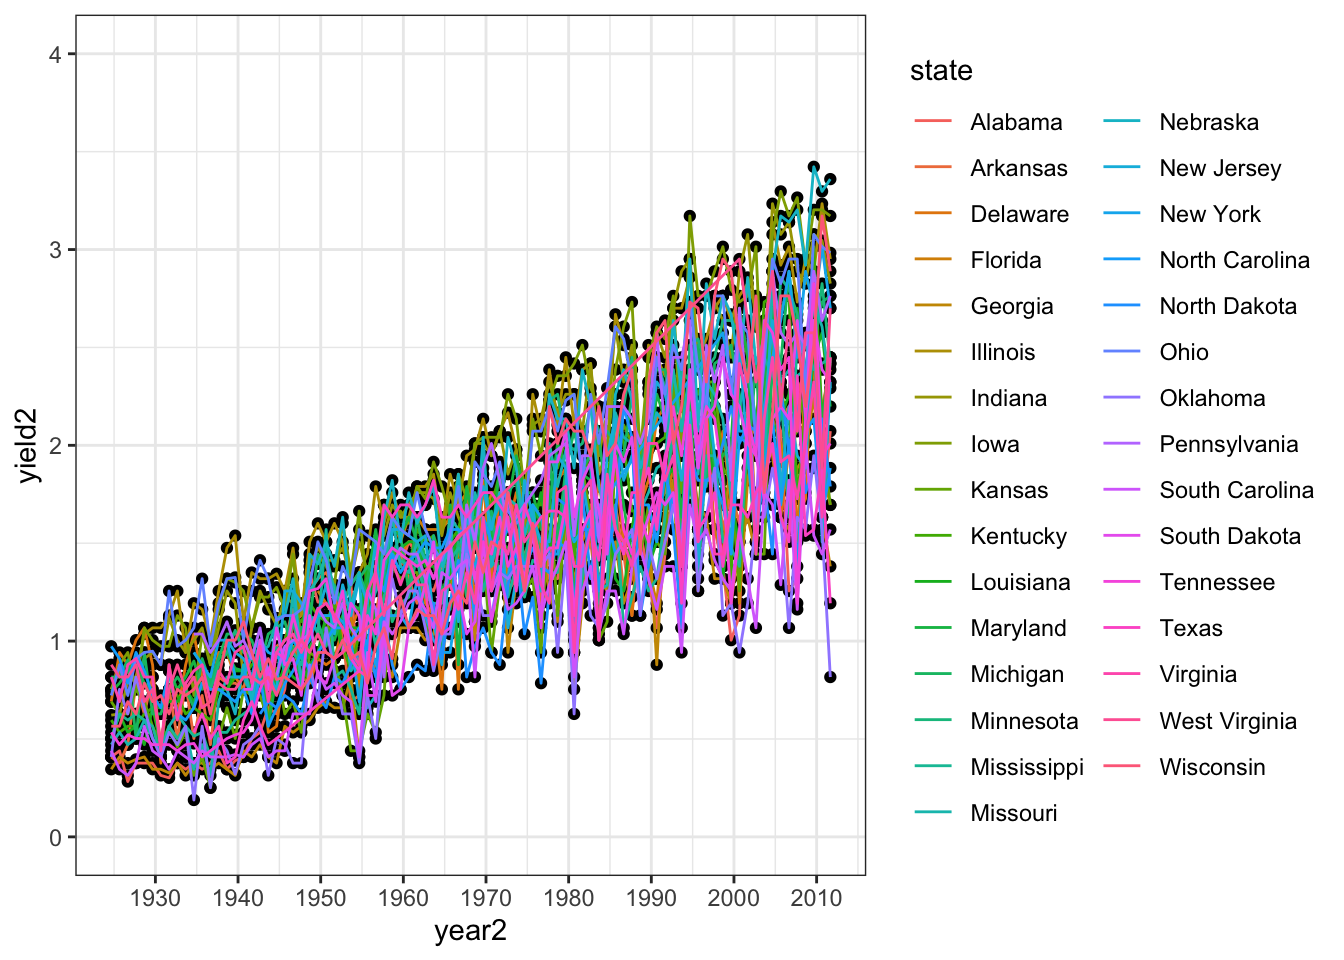 state
Alabama
Arkansas
Delaware
Florida
Georgia
Illinois
Indiana
Iowa
Kansas
Kentucky
Louisiana
Maryland
Michigan
Minnesota
Mississippi
Missouri
Nebraska
New Jersey
New York
North Carolina
North Dakota
Ohio
Oklahoma
Pennsylvania
South Carolina
South Dakota
Tennessee
Texas
Virginia
West Virginia
Wisconsin
yield2
4
3
2
1
0
1930 1940 1950 1960 1970 1980 1990 2000 2010
year2